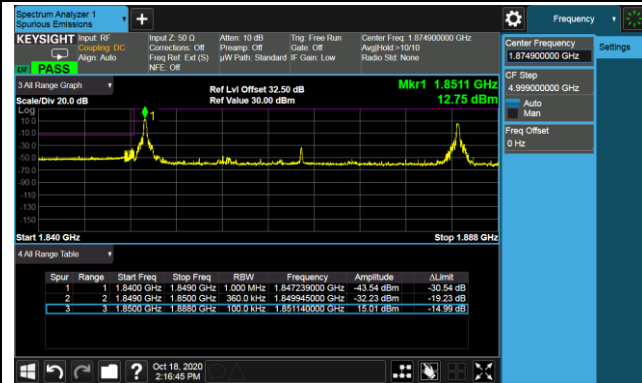 Spectrum Analyzer 1
Spurious Emissions
Frequency
KEYSIGHT
Input: RF
Coupling: DC
Align: Auto
Input Z: 50 Ω
Corrections: Off
Freq Ref: Ext (S)
NFE: Off
Atten: 10 dB
Preamp: Off
µW Path: Standard
Trig: Free Run
Gate: Off
IF Gain: Low
Center Freq: 1.874900000 GHz
Avg|Hold:>10/10
Radio Std: None
PASS
Center Frequency
1.874900000 GHz
Settings
CF Step
4.999000000 GHz
Auto
Man
Freq Offset
0 Hz
3 All Range Graph
Scale/Div 20.0 dB
Ref Lvl Offset 32.50 dB
Ref Value 30.00 dBm
Mkr1 1.8511 GHz
12.75 dBm
Log
10.0
-10.0
-30.0
-50.0
-70.0
-90.0
-110
-130
-150
1
Start 1.840 GHz
Stop 1.888 GHz
4 All Range Table
Spur Range Start Freq Stop Freq RBW Frequency Amplitude ΔLimit
1 1 1.8400 GHz 1.8490 GHz 1.000 MHz 1.847239000 GHz -43.54 dBm -30.54 dB
2 2 1.8490 GHz 1.8500 GHz 360.0 kHz 1.849945000 GHz -32.23 dBm -19.23 dB
3 3 1.8500 GHz 1.8880 GHz 100.0 kHz 1.851140000 GHz 15.01 dBm -14.99 dB
?
Oct 18, 2020
2:16:45 PM